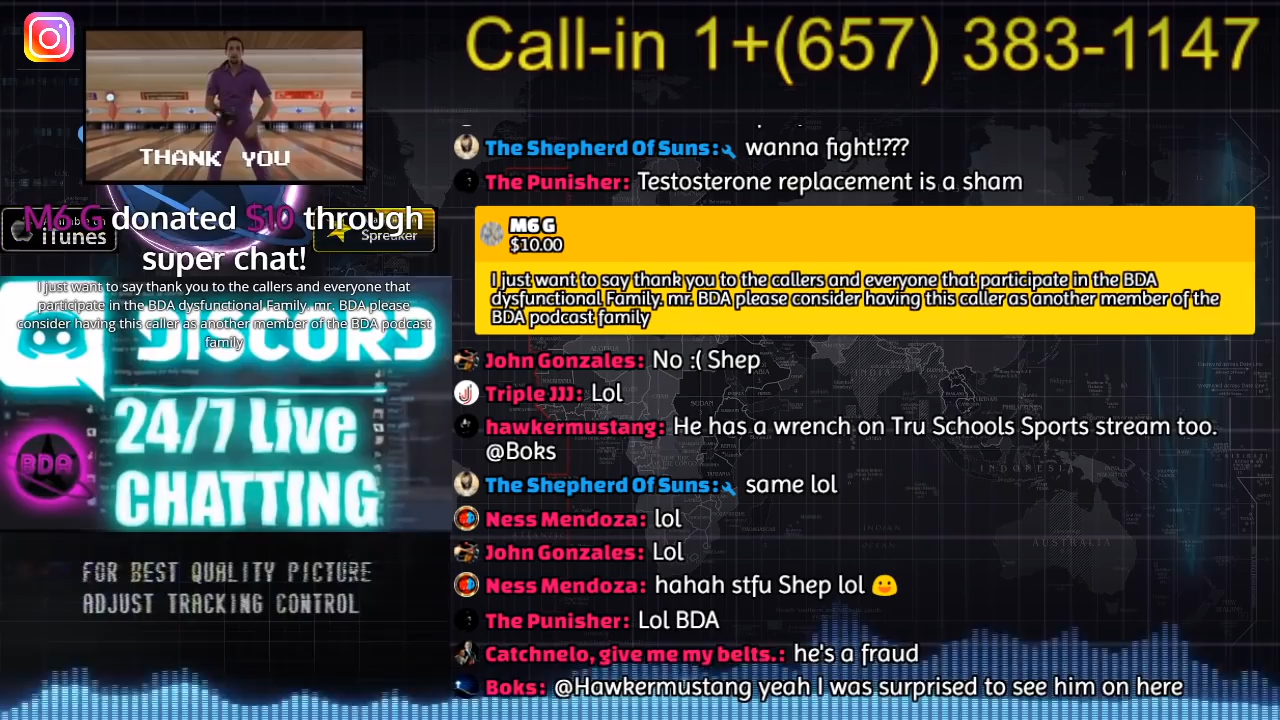 Call-in 1+(657) 383-1147
THANK YOU
M6 G donated $10 through
super chat!
iTunes
Spreaker
I just want to say thank you to the callers and everyone that
participate in the BDA dysfunctional Family. mr. BDA please
consider having this caller as another member of the BDA podcast
family
DISCORD
24/7 Live
CHATTING
BDA
FOR BEST QUALITY PICTURE
ADJUST TRACKING CONTROL
The Shepherd Of Suns: wanna fight!???
The Punisher: Testosterone replacement is a sham
M6 G
$10.00
I just want to say thank you to the callers and everyone that participate in the BDA
dysfunctional Family. mr. BDA please consider having this caller as another member of the
BDA podcast family
John Gonzales: No :( Shep
Triple JJJ: Lol
hawkermustang: He has a wrench on Tru Schools Sports stream too.
@Boks
The Shepherd Of Suns: same lol
Ness Mendoza: lol
John Gonzales: Lol
Ness Mendoza: hahah stfu Shep lol 😛
The Punisher: Lol BDA
Catchnelo, give me my belts.: he's a fraud
Boks: @Hawkermustang yeah I was surprised to see him on here
INDONESIA
AUSTRALIA